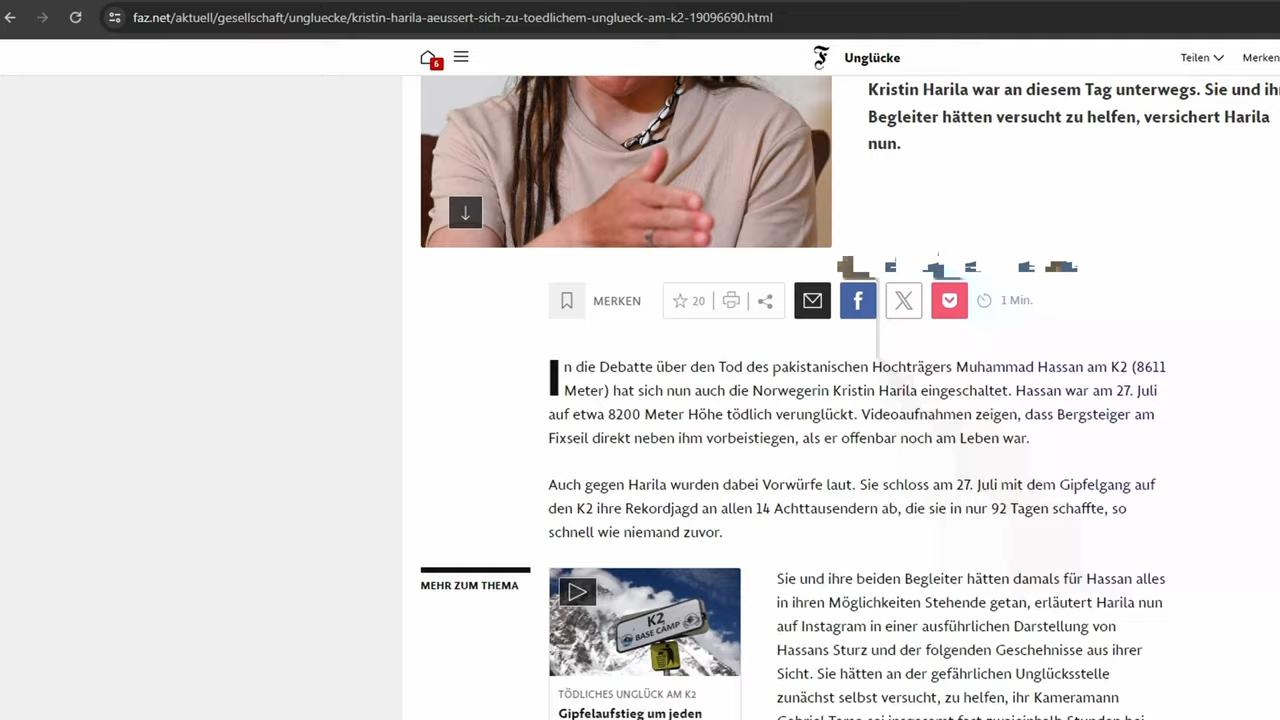 faz.net/aktuell/gesellschaft/ungluecke/kristin-harila-aeussert-sich-zu-toedlichem-unglueck-am-k2-19096690.html
6
Unglücke
Teilen
Merken
Kristin Harila war an diesem Tag unterwegs. Sie und
Begleiter hätten versucht zu helfen, versichert Harila
nun.
MERKEN
20
1 Min.
In die Debatte über den Tod des pakistanischen Hochträgers Muhammad Hassan am K2 (8611
Meter) hat sich nun auch die Norwegerin Kristin Harila eingeschaltet. Hassan war am 27. Juli
auf etwa 8200 Meter Höhe tödlich verunglückt. Videoaufnahmen zeigen, dass Bergsteiger am
Fixseil direkt neben ihm vorbeistiegen, als er offenbar noch am Leben war.
Auch gegen Harila wurden dabei Vorwürfe laut. Sie schloss am 27. Juli mit dem Gipfelgang auf
den K2 ihre Rekordjagd an allen 14 Achttausendern ab, die sie in nur 92 Tagen schaffte, so
schnell wie niemand zuvor.
MEHR ZUM THEMA
K2
BASE CAMP
TÖDLICHES UNGLÜCK AM K2
Gipfelaufstieg um jeden
Sie und ihre beiden Begleiter hätten damals für Hassan alles
in ihren Möglichkeiten Stehende getan, erläutert Harila nun
auf Instagram in einer ausführlichen Darstellung von
Hassans Sturz und der folgenden Geschehnisse aus ihrer
Sicht. Sie hätten an der gefährlichen Unglücksstelle
zunächst selbst versucht, zu helfen, ihr Kameramann